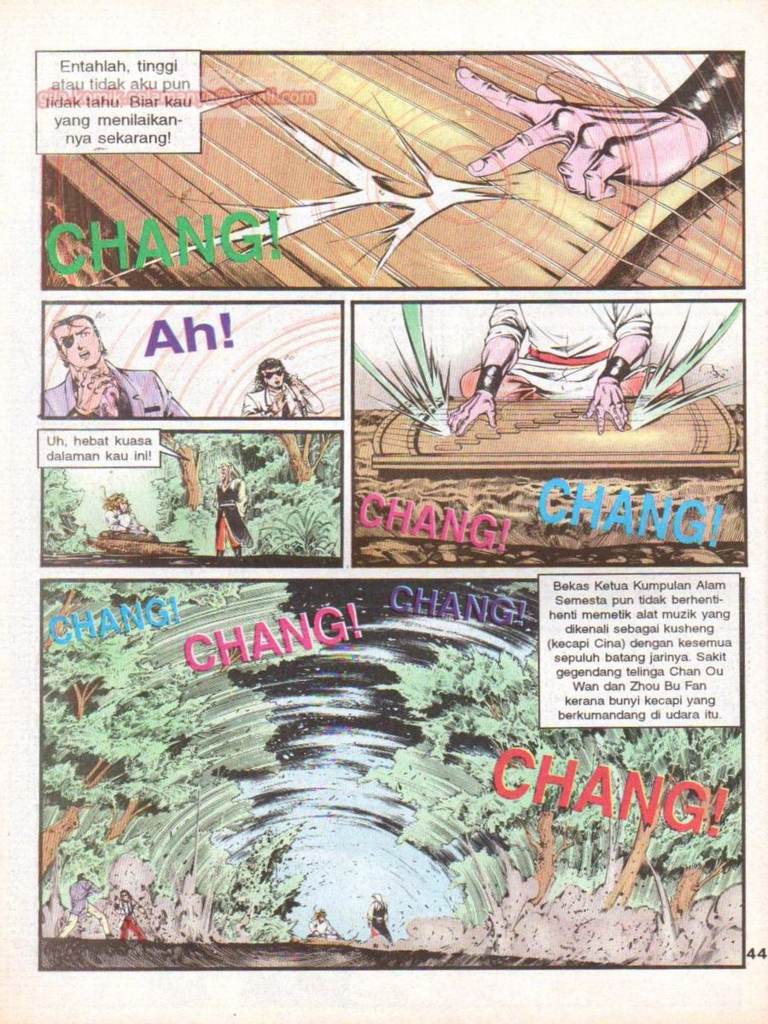 Entahlah, tinggi
atau tidak aku pun
tidak tahu. Biar kau
yang menilaikan-
nya sekarang!
CHANG!
Ah!
Uh, hebat kuasa
dalaman kau ini!
CHANG!
CHANG!
CHANG!
CHANG!
CHANG!
Bekas Ketua Kumpulan Alam
Semesta pun tidak berhenti-
henti memetik alat muzik yang
dikenali sebagai kusheng
(kecapi Cina) dengan kesemua
sepuluh batang jarinya. Sakit
gegendang telinga Chan Ou
Wan dan Zhou Bu Fan
kerana bunyi kecapi yang
berkumandang di udara itu.
CHANG!
44